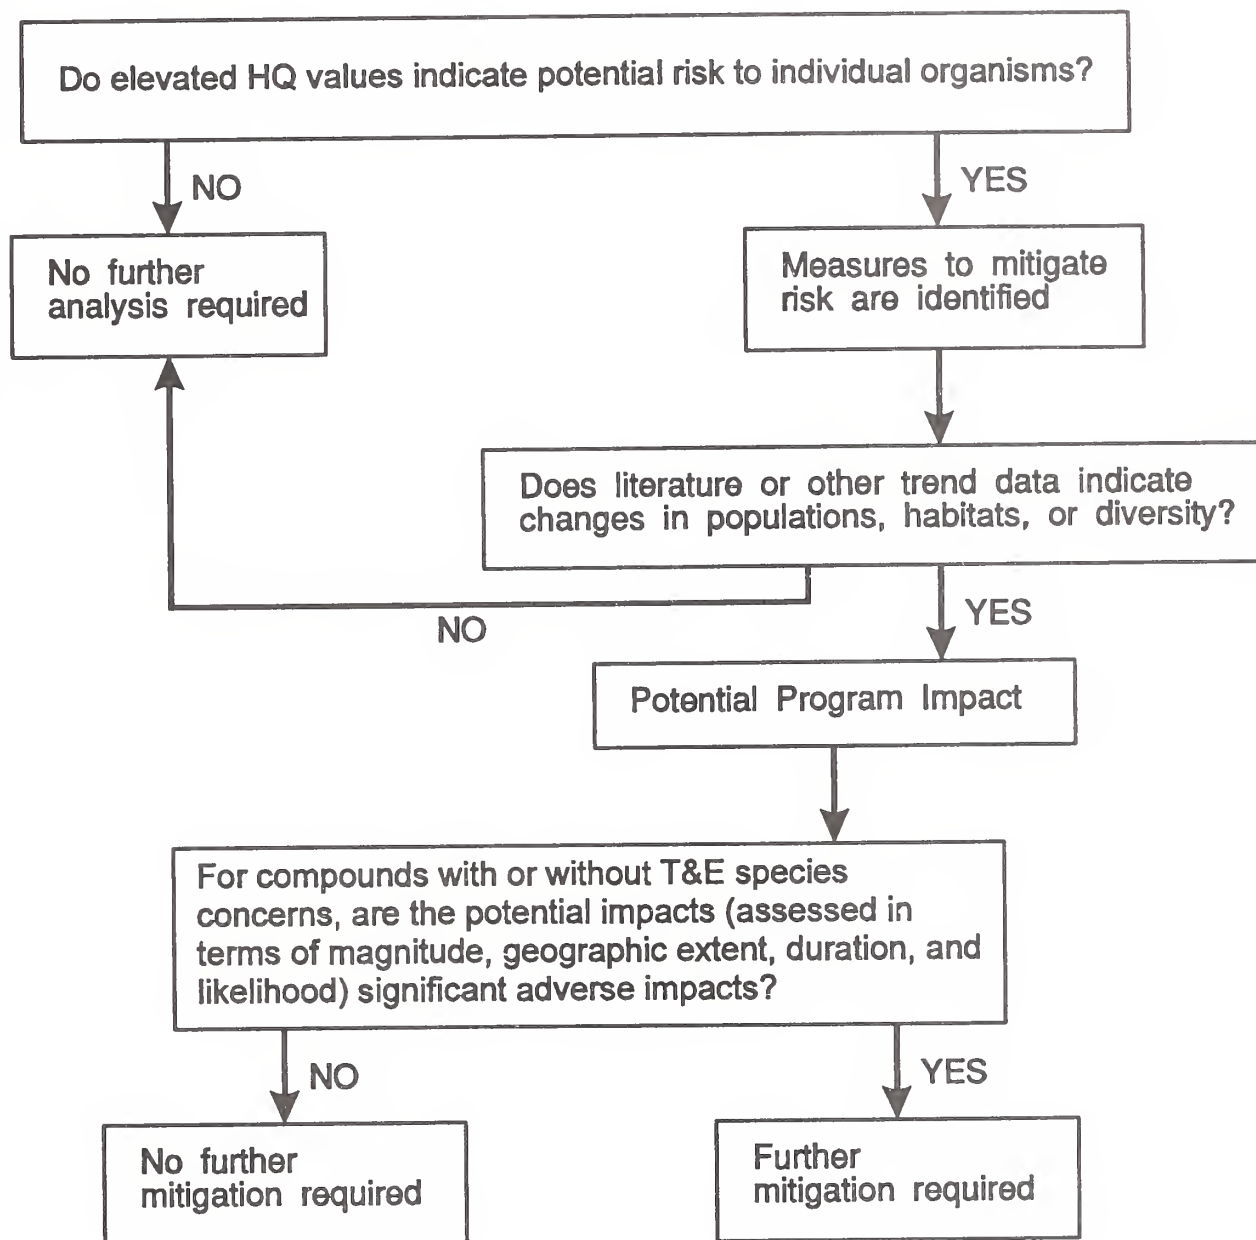 Do elevated HQ values indicate potential risk to individual organisms?
NO
YES
No further
analysis required
Measures to mitigate
risk are identified
Does literature or other trend data indicate
changes in populations, habitats, or diversity?
NO
YES
Potential Program Impact
For compounds with or without T&E species
concerns, are the potential impacts (assessed in
terms of magnitude, geographic extent, duration, and
likelihood) significant adverse impacts?
NO
YES
No further
mitigation required
Further
mitigation required